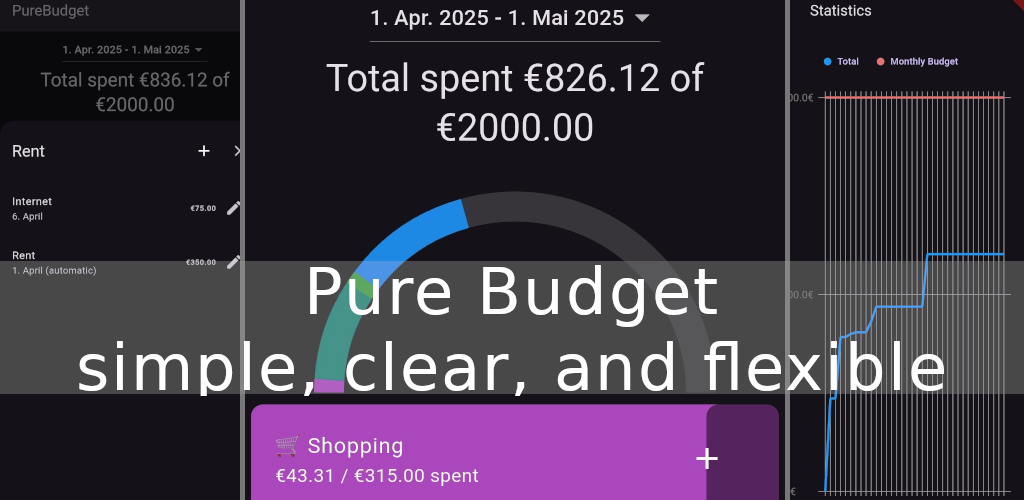 PureBudget
1. Apr. 2025 - 1. Mai 2025
Total spent €836.12 of
€2000.00
Rent
+
Internet
6. April
€75.00
Rent
1. April (automatic)
€350.00
1. Apr. 2025 - 1. Mai 2025
Total spent €826.12 of
€2000.00
Pure Budget
simple, clear, and flexible
🛒 Shopping
€43.31 / €315.00 spent
+
Statistics
Total
Monthly Budget
00.0€
00.0€
€